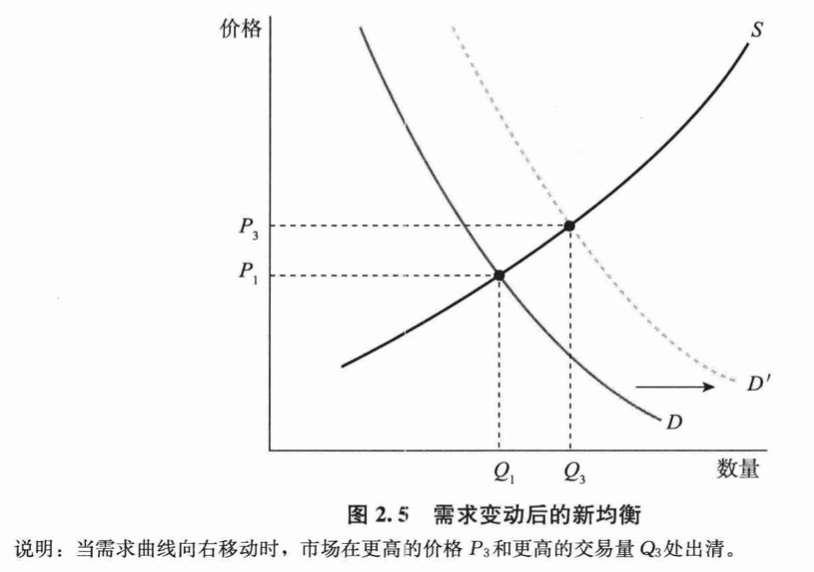 价格
S
P₃
P₁
D′
D
Q₁ Q₃ 数量
图 2.5 需求变动后的新均衡
说明：当需求曲线向右移动时，市场在更高的价格 P₃和更高的交易量 Q₃处出清。